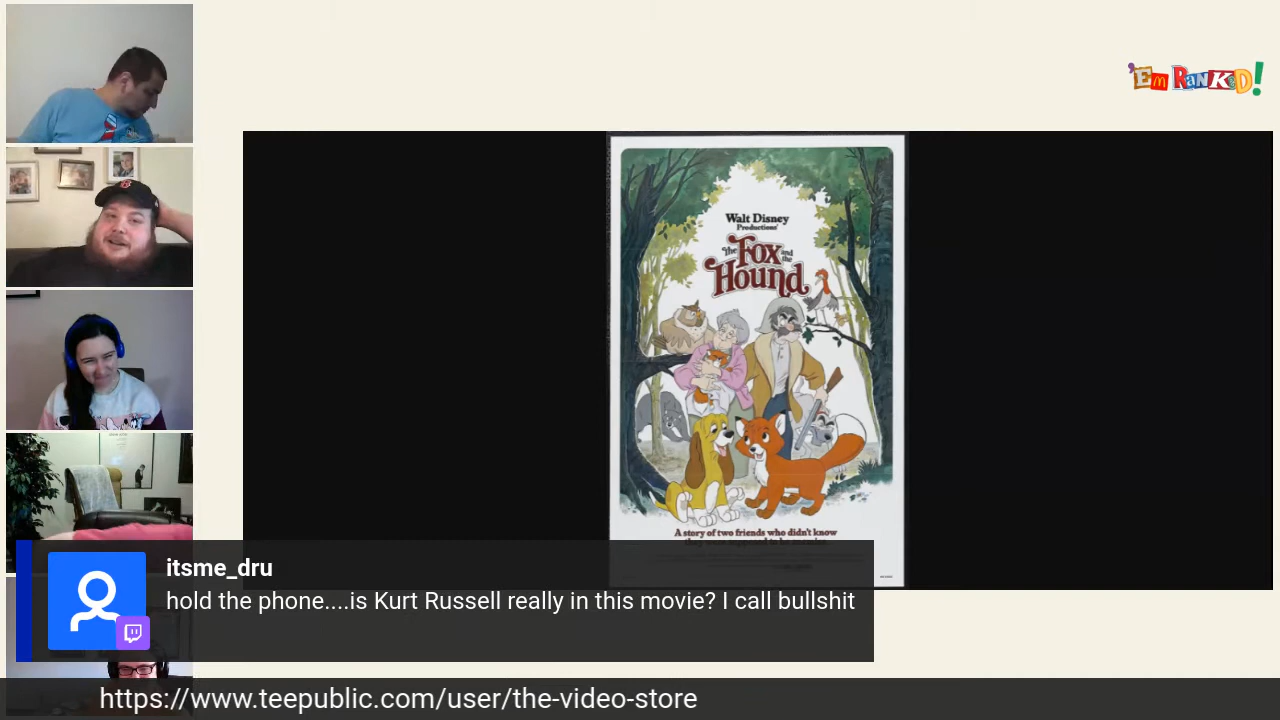 'Em RanKeD!
Walt Disney
Productions'
the Fox and the
Hound
A story of two friends who didn't know
itsme_dru
hold the phone....is Kurt Russell really in this movie? I call bullshit
https://www.teepublic.com/user/the-video-store